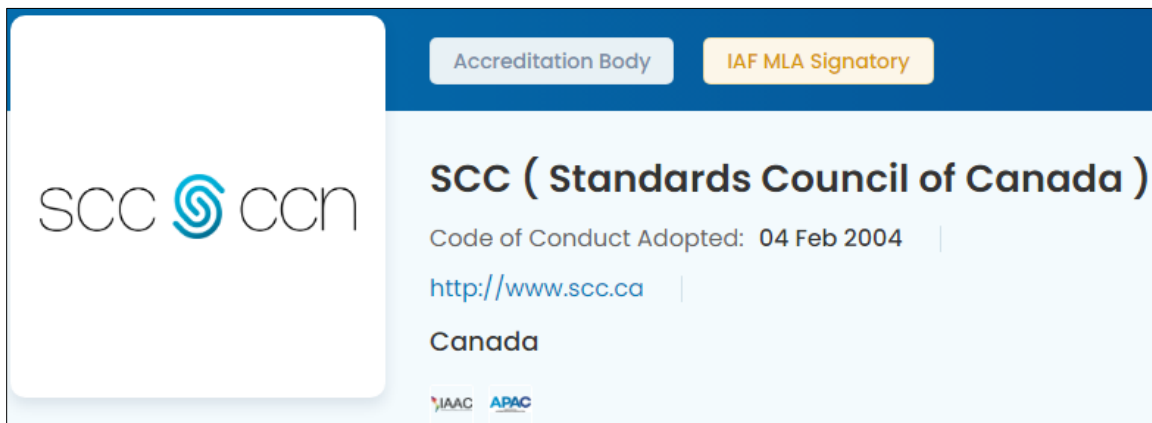 Accreditation Body
IAF MLA Signatory
scc ccn
SCC ( Standards Council of Canada )
Code of Conduct Adopted: 04 Feb 2004
http://www.scc.ca
Canada
IAAC APAC